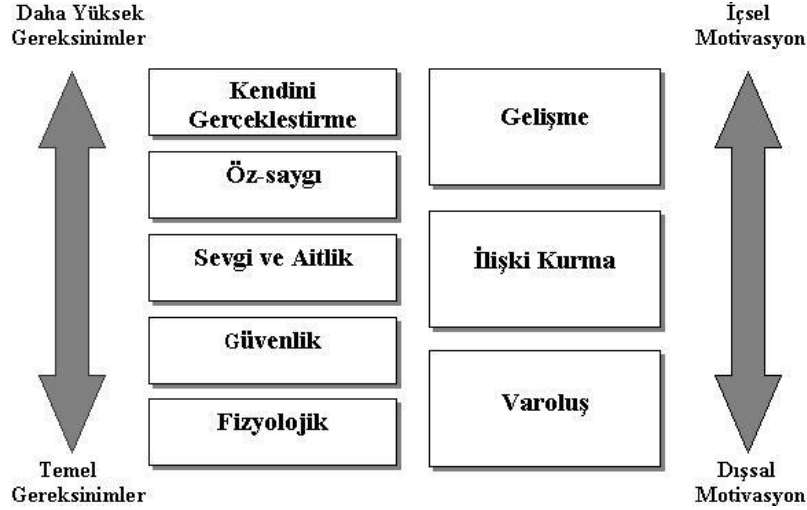 Daha Yüksek
Gereksinimler
İçsel
Motivasyon
Kendini
Gerçekleştirme
Gelişme
Öz-saygı
Sevgi ve Aitlik
İlişki Kurma
Güvenlik
Varoluş
Fizyolojik
Temel
Gereksinimler
Dışsal
Motivasyon